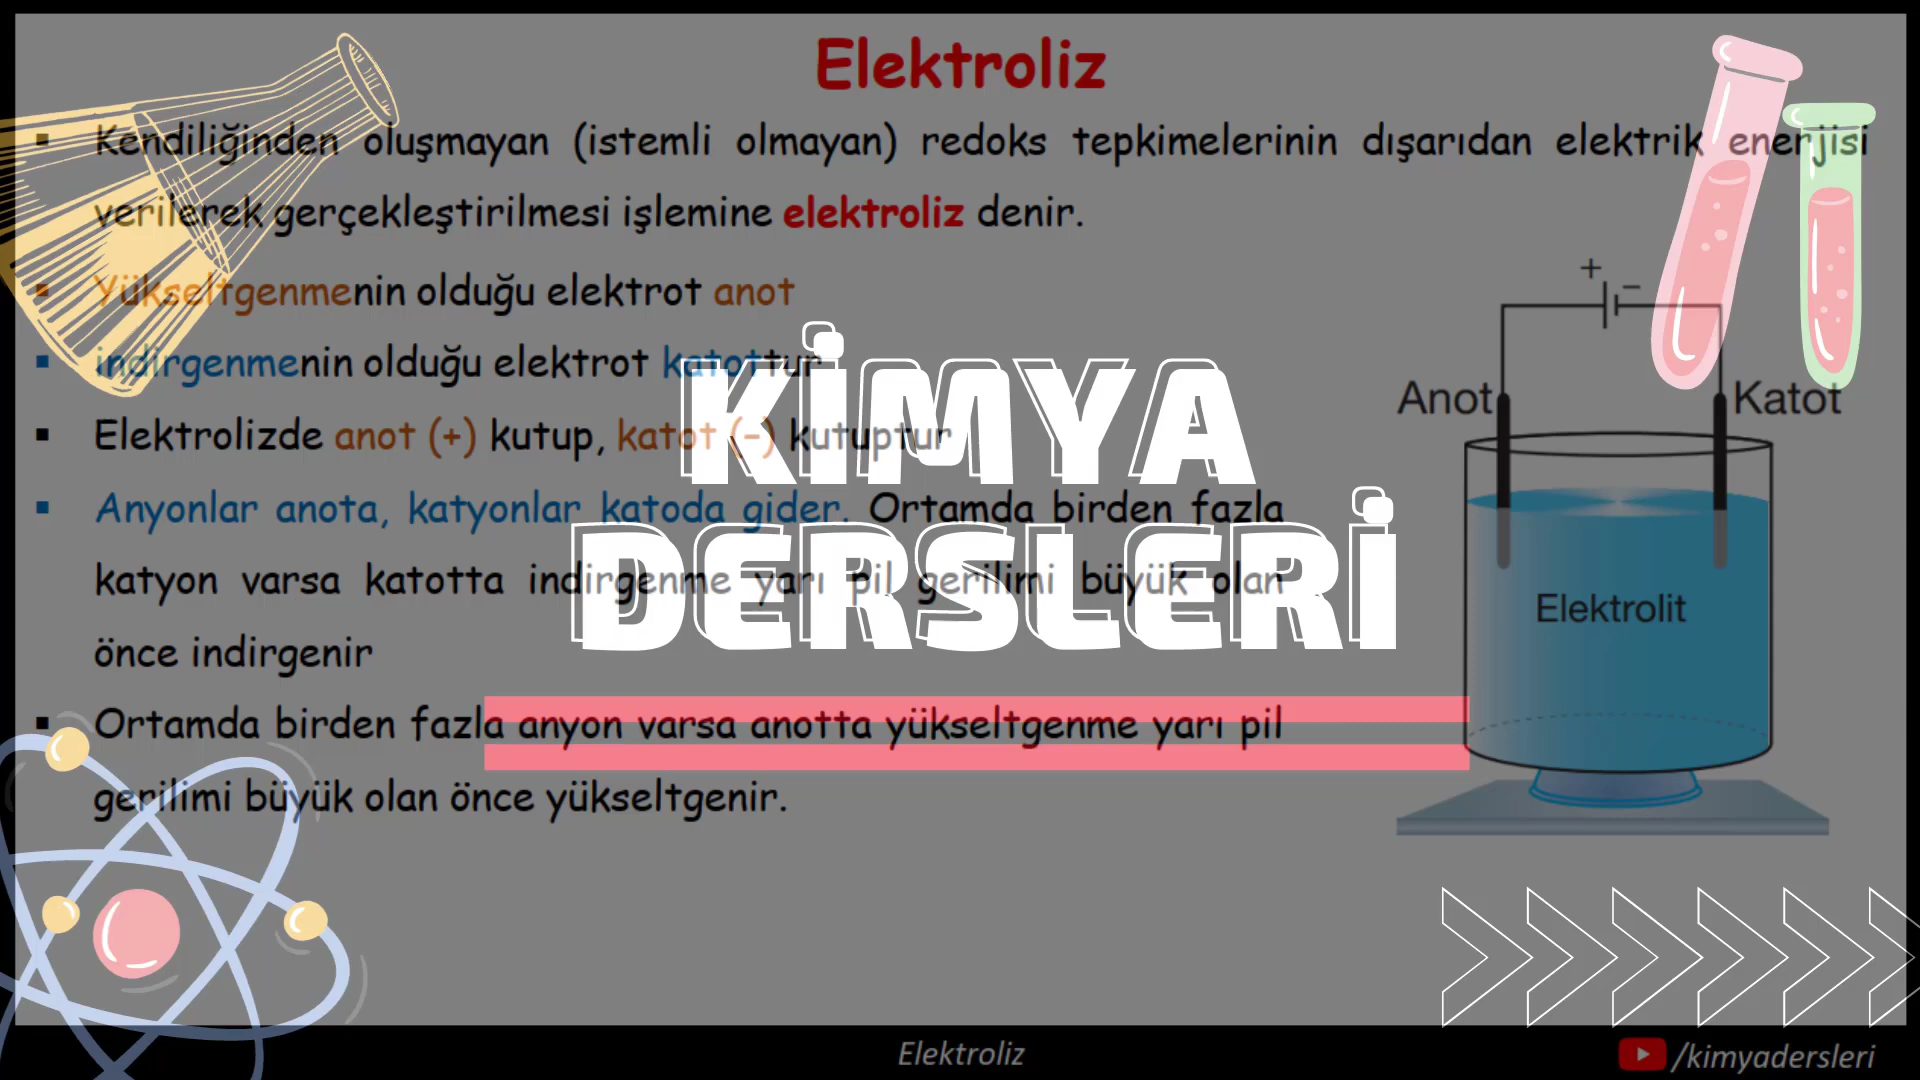 Elektroliz
▪ Kendiliğinden oluşmayan (istemli olmayan) redoks tepkimelerinin dışarıdan elektrik enerjisi
verilerek gerçekleştirilmesi işlemine elektroliz denir.
▪ Yükseltgenmenin olduğu elektrot anot
▪ indirgenmenin olduğu elektrot katottur
▪ Elektrolizde anot (+) kutup, katot (–) kutuptur
▪ Anyonlar anota, katyonlar katoda gider. Ortamda birden fazla
katyon varsa katotta indirgenme yarı pil gerilimi büyük olan
önce indirgenir
▪ Ortamda birden fazla anyon varsa anotta yükseltgenme yarı pil
gerilimi büyük olan önce yükseltgenir.
KİMYA
DERSLERİ
+ –
Anot Katot
Elektrolit
Elektroliz
/kimyadersleri